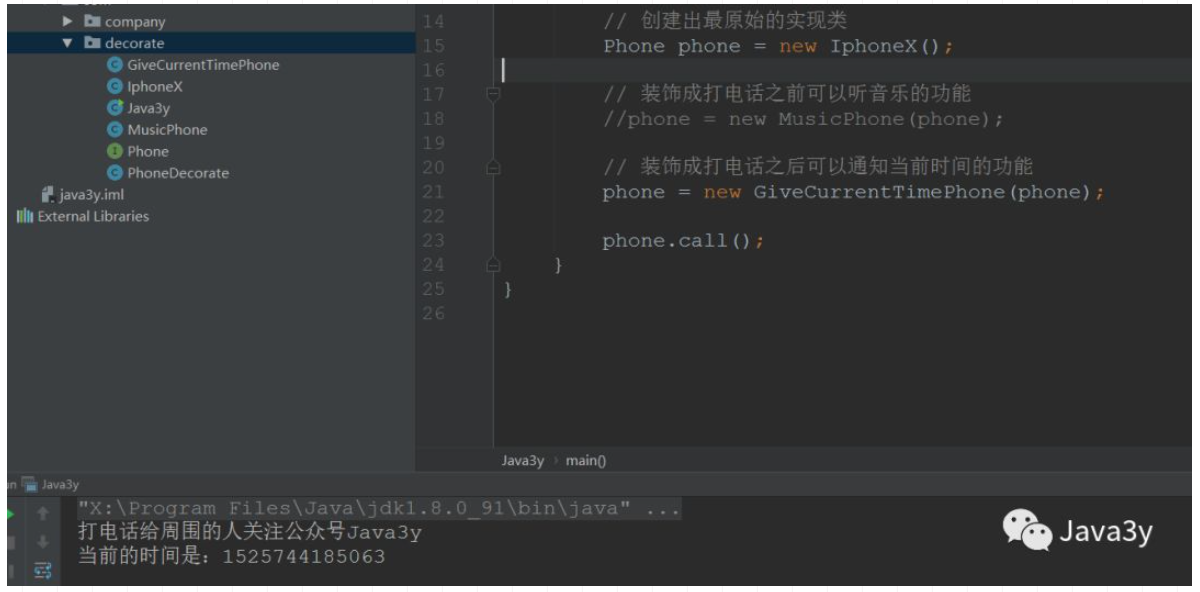 company
decorate
GiveCurrentTimePhone
IphoneX
Java3y
MusicPhone
Phone
PhoneDecorate
java3y.iml
External Libraries
14 // 创建出最原始的实现类
15 Phone phone = new IphoneX();
16
17 // 装饰成打电话之前可以听音乐的功能
18 //phone = new MusicPhone(phone);
19
20 // 装饰成打电话之后可以通知当前时间的功能
21 phone = new GiveCurrentTimePhone(phone);
22
23 phone.call();
24 }
25 }
26
Java3y › main()
Java3y
"X:\Program Files\Java\jdk1.8.0_91\bin\java" ...
打电话给周围的人关注公众号Java3y
当前的时间是：1525744185063
Java3y